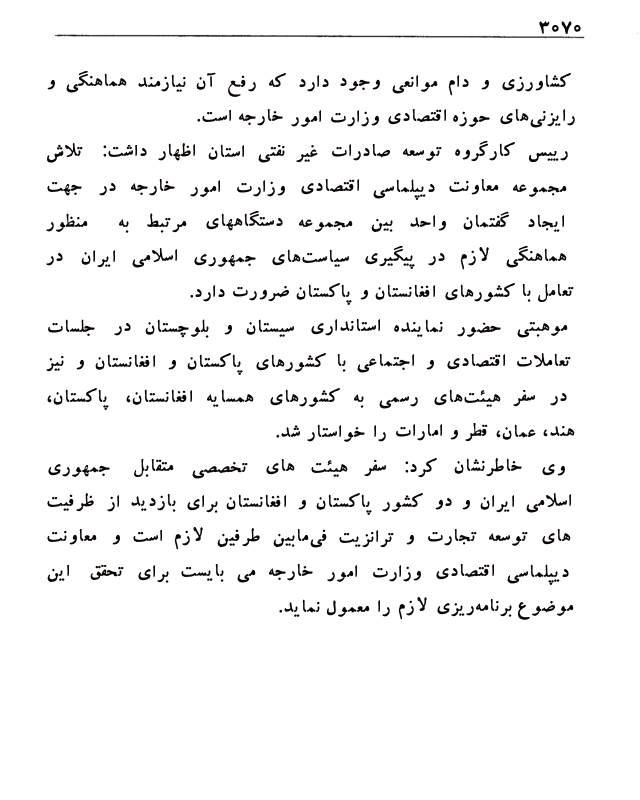 ۳۰۷۰
کشاورزی و دام موانعی وجود دارد که رفع آن نیازمند هماهنگی و
رایزنی‌های حوزه اقتصادی وزارت امور خارجه است.
رییس کارگروه توسعه صادرات غیر نفتی استان اظهار داشت: تلاش
مجموعه معاونت دیپلماسی اقتصادی وزارت امور خارجه در جهت
ایجاد گفتمان واحد بین مجموعه دستگاههای مرتبط به منظور
هماهنگی لازم در پیگیری سیاست‌های جمهوری اسلامی ایران در
تعامل با کشورهای افغانستان و پاکستان ضرورت دارد.
موهبتی حضور نماینده استانداری سیستان و بلوچستان در جلسات
تعاملات اقتصادی و اجتماعی با کشورهای پاکستان و افغانستان و نیز
در سفر هیئت‌های رسمی به کشورهای همسایه افغانستان، پاکستان،
هند، عمان، قطر و امارات را خواستار شد.
وی خاطرنشان کرد: سفر هیئت های تخصصی متقابل جمهوری
اسلامی ایران و دو کشور پاکستان و افغانستان برای بازدید از ظرفیت
های توسعه تجارت و ترانزیت فی‌مابین طرفین لازم است و معاونت
دیپلماسی اقتصادی وزارت امور خارجه می بایست برای تحقق این
موضوع برنامه‌ریزی لازم را معمول نماید.